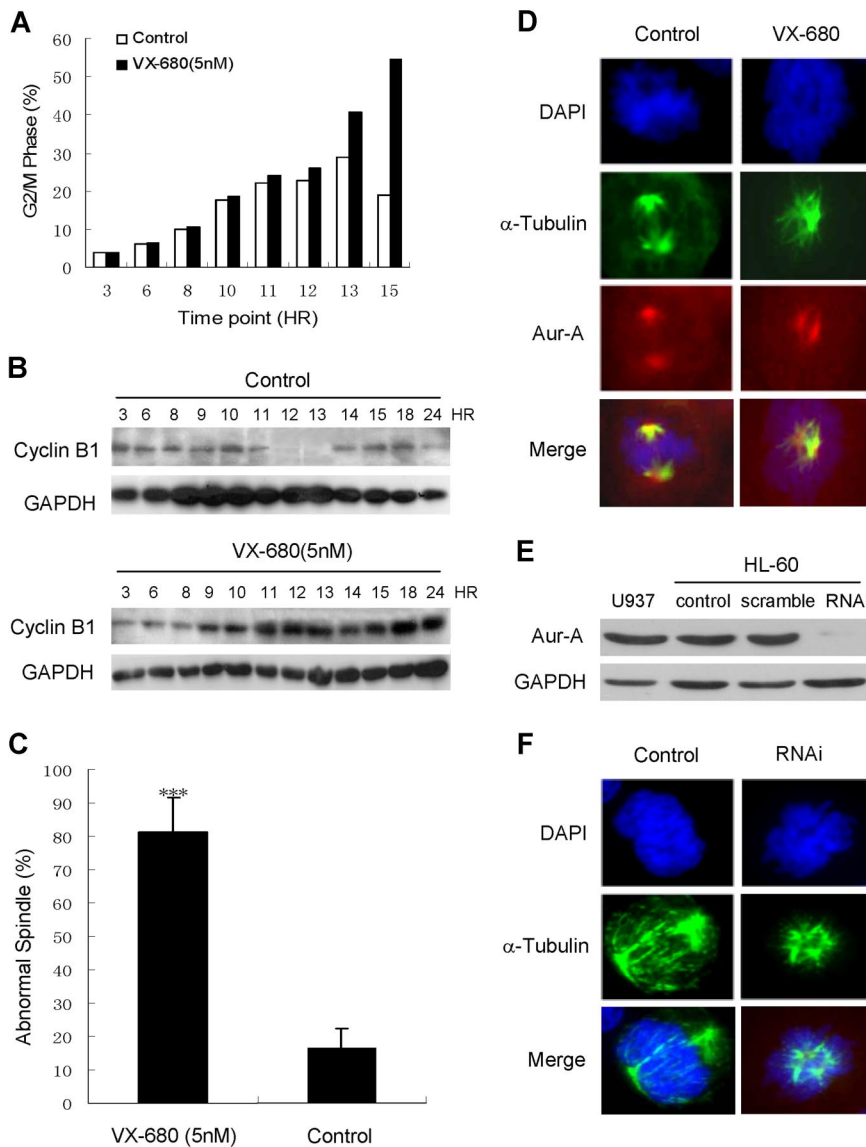 A
Control
VX-680(5nM)
G2/M Phase (%)
60
50
40
30
20
10
0
3 6 8 10 11 12 13 15
Time point (HR)
B
Control
3 6 8 9 10 11 12 13 14 15 18 24 HR
Cyclin B1
GAPDH
VX-680(5nM)
3 6 8 9 10 11 12 13 14 15 18 24 HR
Cyclin B1
GAPDH
C
Abnormal Spindle (%)
100
90
80
70
60
50
40
30
20
10
0
***
VX-680 (5nM) Control
D
Control VX-680
DAPI
α-Tubulin
Aur-A
Merge
E
HL-60
U937 control scramble RNA
Aur-A
GAPDH
F
Control RNAi
DAPI
α-Tubulin
Merge